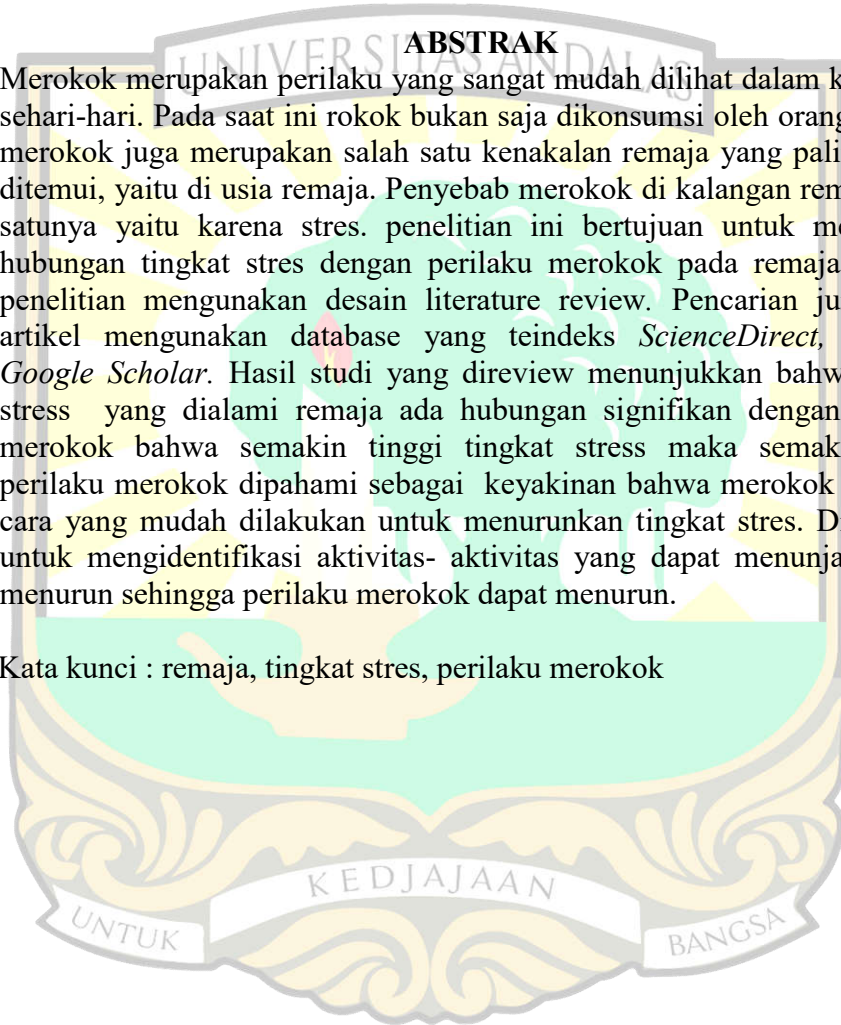 UNIVERSITAS ANDALAS
ABSTRAK
Merokok merupakan perilaku yang sangat mudah dilihat dalam k
sehari-hari. Pada saat ini rokok bukan saja dikonsumsi oleh orang
merokok juga merupakan salah satu kenakalan remaja yang pali
ditemui, yaitu di usia remaja. Penyebab merokok di kalangan rem
satunya yaitu karena stres. penelitian ini bertujuan untuk me
hubungan tingkat stres dengan perilaku merokok pada remaja
penelitian mengunakan desain literature review. Pencarian ju
artikel mengunakan database yang teindeks ScienceDirect,
Google Scholar. Hasil studi yang direview menunjukkan bahw
stress yang dialami remaja ada hubungan signifikan dengan
merokok bahwa semakin tinggi tingkat stress maka semak
perilaku merokok dipahami sebagai keyakinan bahwa merokok
cara yang mudah dilakukan untuk menurunkan tingkat stres. D
untuk mengidentifikasi aktivitas- aktivitas yang dapat menunja
menurun sehingga perilaku merokok dapat menurun.
Kata kunci : remaja, tingkat stres, perilaku merokok
UNTUK KEDJAJAAN BANGSA